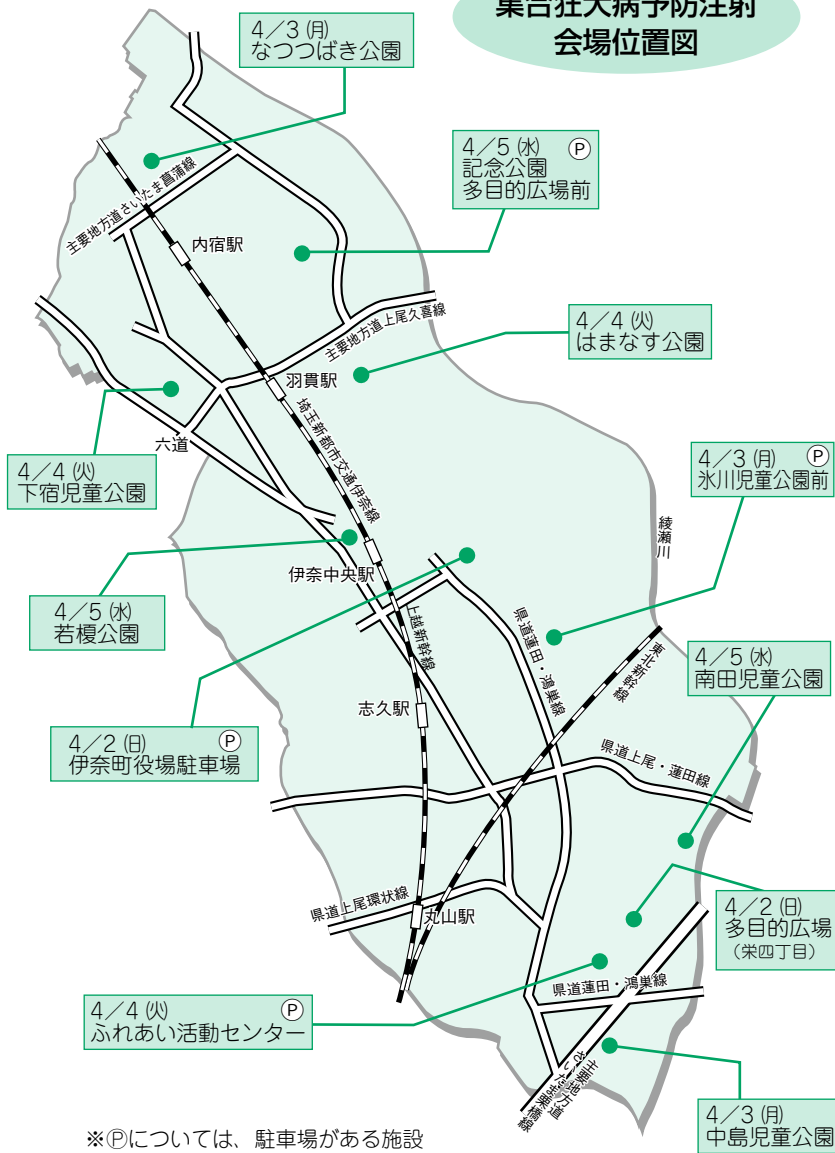 集合狂犬病予防注射
会場位置図
4／3 (月)
なつつばき公園
4／5 (水) Ⓟ
記念公園
多目的広場前
主要地方道さいたま菖蒲線
内宿駅
4／4 (火)
はまなす公園
主要地方道上尾久喜線
羽貫駅
六道
埼玉新都市交通伊奈線
4／4 (火)
下宿児童公園
4／3 (月) Ⓟ
氷川児童公園前
綾瀬川
伊奈中央駅
4／5 (水)
若榎公園
上越新幹線
県道蓮田・鴻巣線
東北新幹線
4／5 (水)
南田児童公園
志久駅
4／2 (日) Ⓟ
伊奈町役場駐車場
県道上尾・蓮田線
県道上尾環状線
丸山駅
4／2 (日)
多目的広場
（栄四丁目）
県道蓮田・鴻巣線
4／4 (火) Ⓟ
ふれあい活動センター
主要地方道
さいたま栗橋線
4／3 (月)
中島児童公園
※Ⓟについては、駐車場がある施設